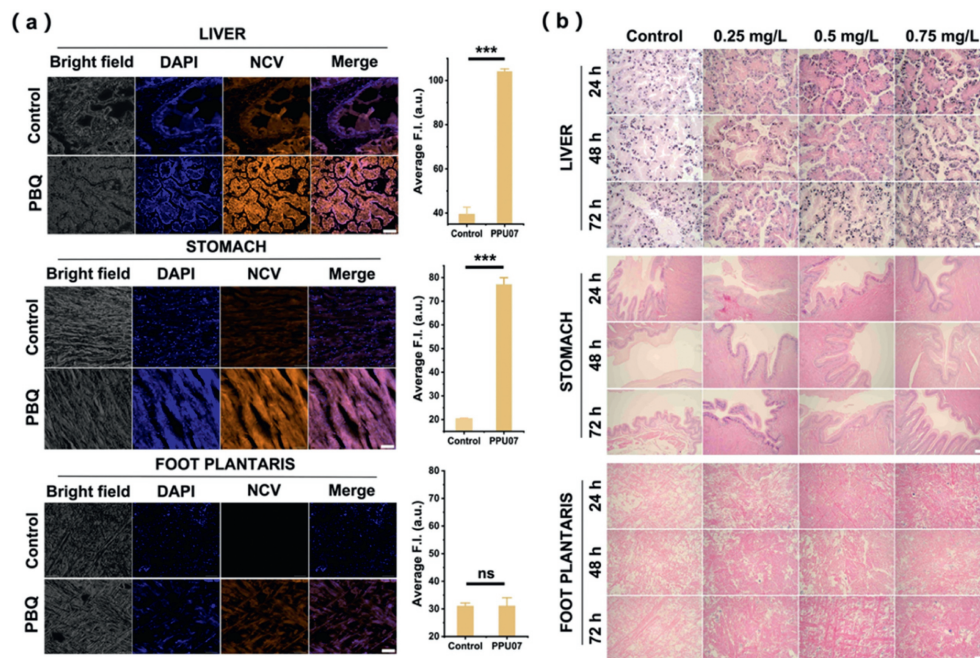 ( a )
LIVER
Bright field DAPI NCV Merge
Control
PBQ
Average F.I. (a.u.)
100
80
60
40
***
Control PPU07
STOMACH
Bright field DAPI NCV Merge
Control
PBQ
Average F.I. (a.u.)
80
70
60
50
40
30
20
***
Control PPU07
FOOT PLANTARIS
Bright field DAPI NCV Merge
Control
PBQ
Average F.I. (a.u.)
80
70
60
50
40
30
20
ns
Control PPU07
( b )
Control 0.25 mg/L 0.5 mg/L 0.75 mg/L
LIVER
24 h
48 h
72 h
STOMACH
24 h
48 h
72 h
FOOT PLANTARIS
24 h
48 h
72 h